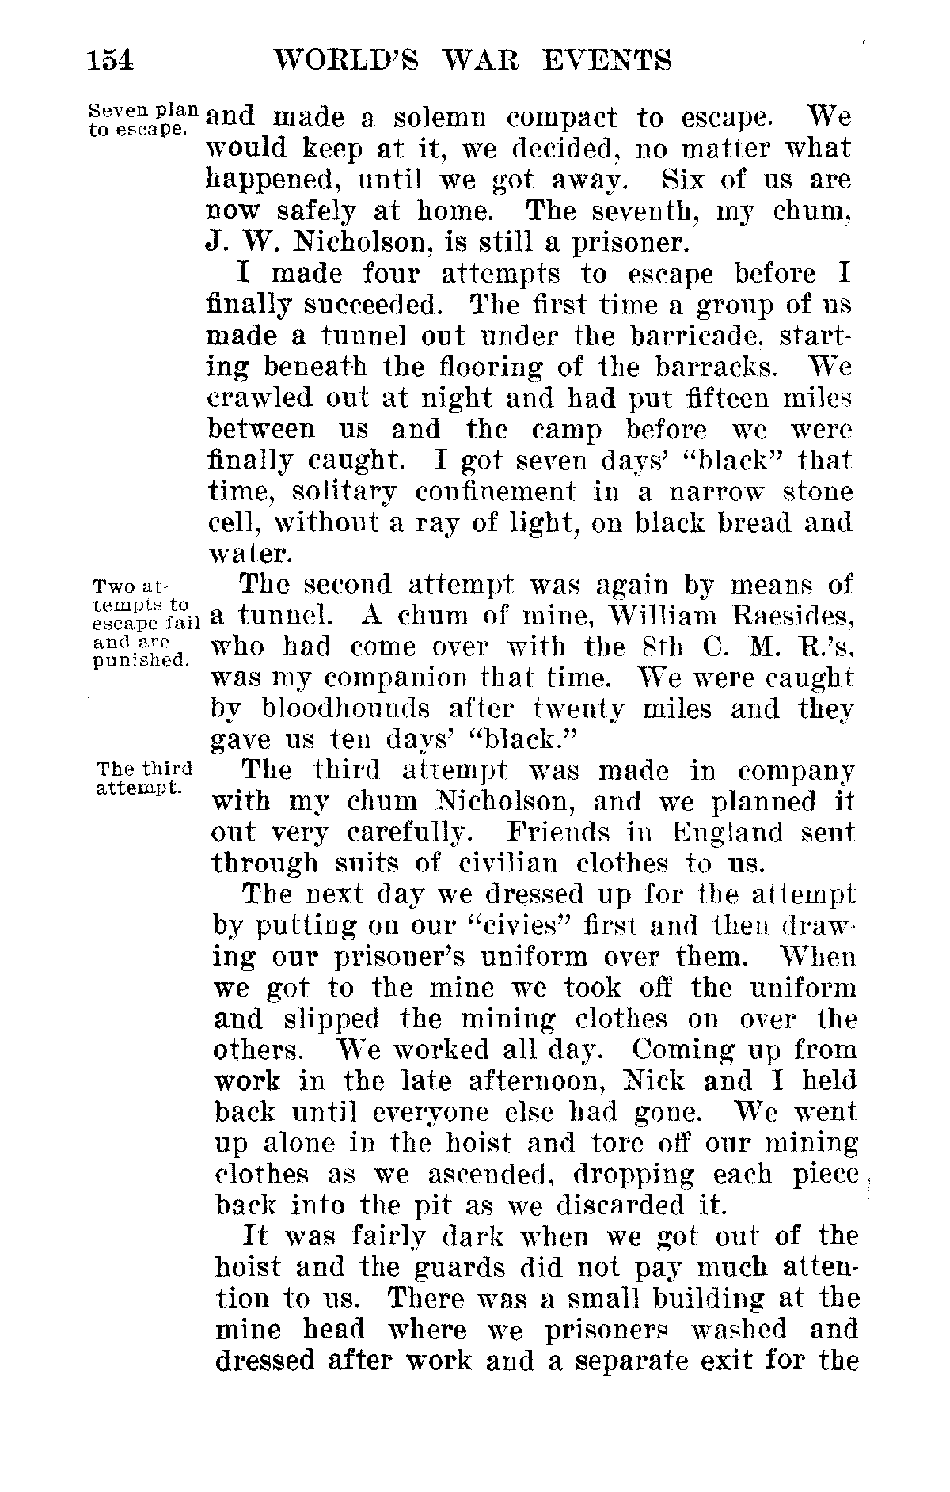 154 WORLD'S WAR EVENTS
Seven plan
to escape.
and made a solemn compact to escape. We
would keep at it, we decided, no matter what
happened, until we got away. Six of us are
now safely at home. The seventh, my chum,
J. W. Nicholson, is still a prisoner.
I made four attempts to escape before I
finally succeeded. The first time a group of us
made a tunnel out under the barricade, start-
ing beneath the flooring of the barracks. We
crawled out at night and had put fifteen miles
between us and the camp before we were
finally caught. I got seven days' “black” that
time, solitary confinement in a narrow stone
cell, without a ray of light, on black bread and
water.
Two at-
tempts to
escape fail
and are
punished.
The second attempt was again by means of
a tunnel. A chum of mine, William Raesides,
who had come over with the 8th C. M. R.'s,
was my companion that time. We were caught
by bloodhounds after twenty miles and they
gave us ten days' “black.”
The third
attempt.
The third attempt was made in company
with my chum Nicholson, and we planned it
out very carefully. Friends in England sent
through suits of civilian clothes to us.
The next day we dressed up for the attempt
by putting on our “civies” first and then draw-
ing our prisoner's uniform over them. When
we got to the mine we took off the uniform
and slipped the mining clothes on over the
others. We worked all day. Coming up from
work in the late afternoon, Nick and I held
back until everyone else had gone. We went
up alone in the hoist and tore off our mining
clothes as we ascended, dropping each piece
back into the pit as we discarded it.
It was fairly dark when we got out of the
hoist and the guards did not pay much atten-
tion to us. There was a small building at the
mine head where we prisoners washed and
dressed after work and a separate exit for the